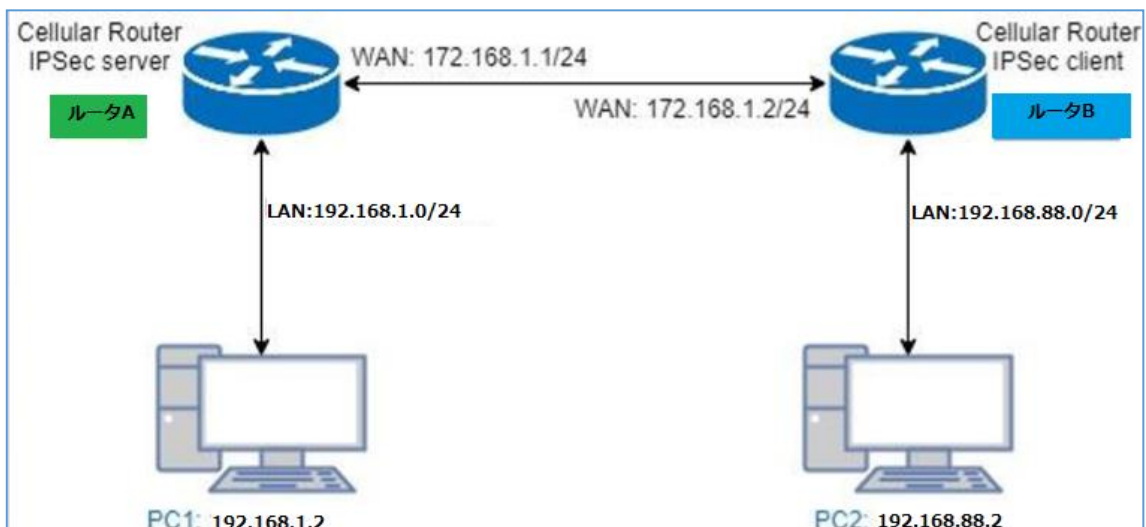 Cellular Router
IPSec server
ルータA
WAN: 172.168.1.1/24
WAN: 172.168.1.2/24
Cellular Router
IPSec client
ルータB
LAN:192.168.1.0/24
LAN:192.168.88.0/24
PC1: 192.168.1.2
PC2: 192.168.88.2